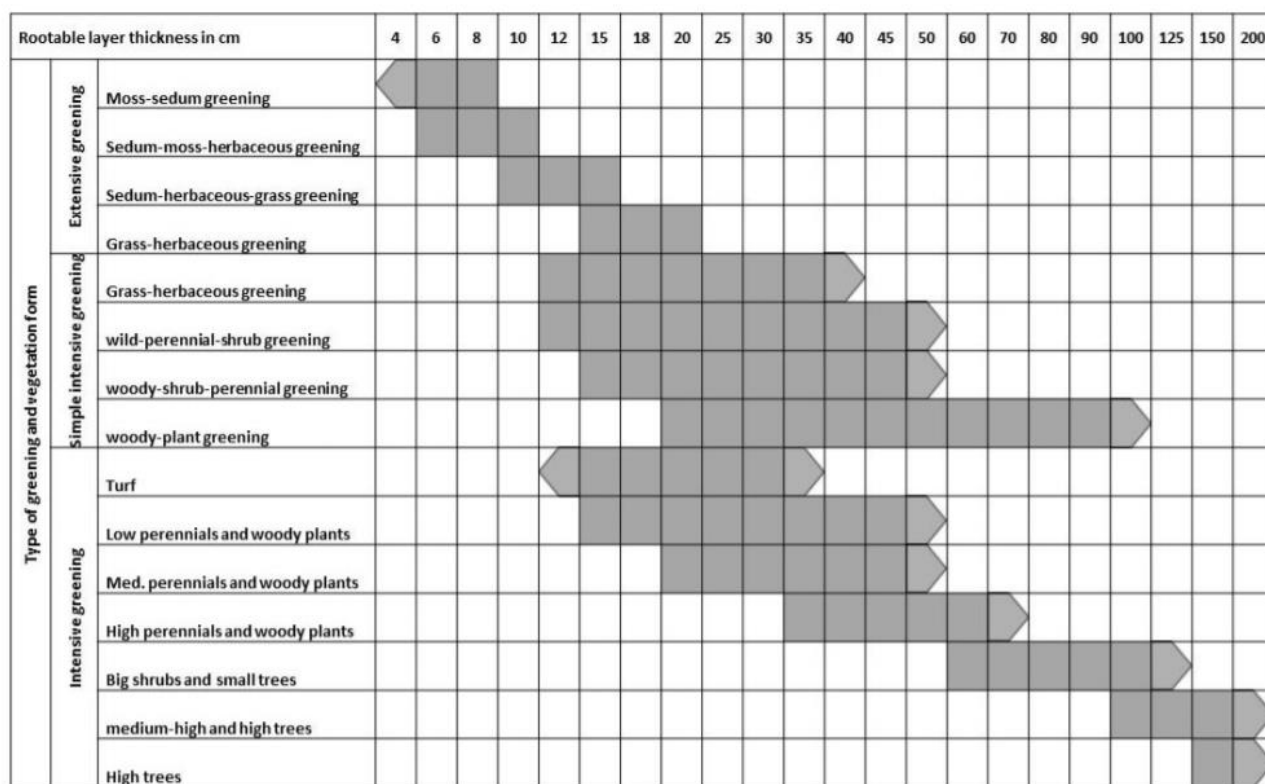 Rootable layer thickness in cm 4 6 8 10 12 15 18 20 25 30 35 40 45 50 60 70 80 90 100 125 150 200
Type of greening and vegetation form
Extensive greening
Moss-sedum greening
Sedum-moss-herbaceous greening
Sedum-herbaceous-grass greening
Grass-herbaceous greening
Simple intensive greening
Grass-herbaceous greening
wild-perennial-shrub greening
woody-shrub-perennial greening
woody-plant greening
Intensive greening
Turf
Low perennials and woody plants
Med. perennials and woody plants
High perennials and woody plants
Big shrubs and small trees
medium-high and high trees
High trees